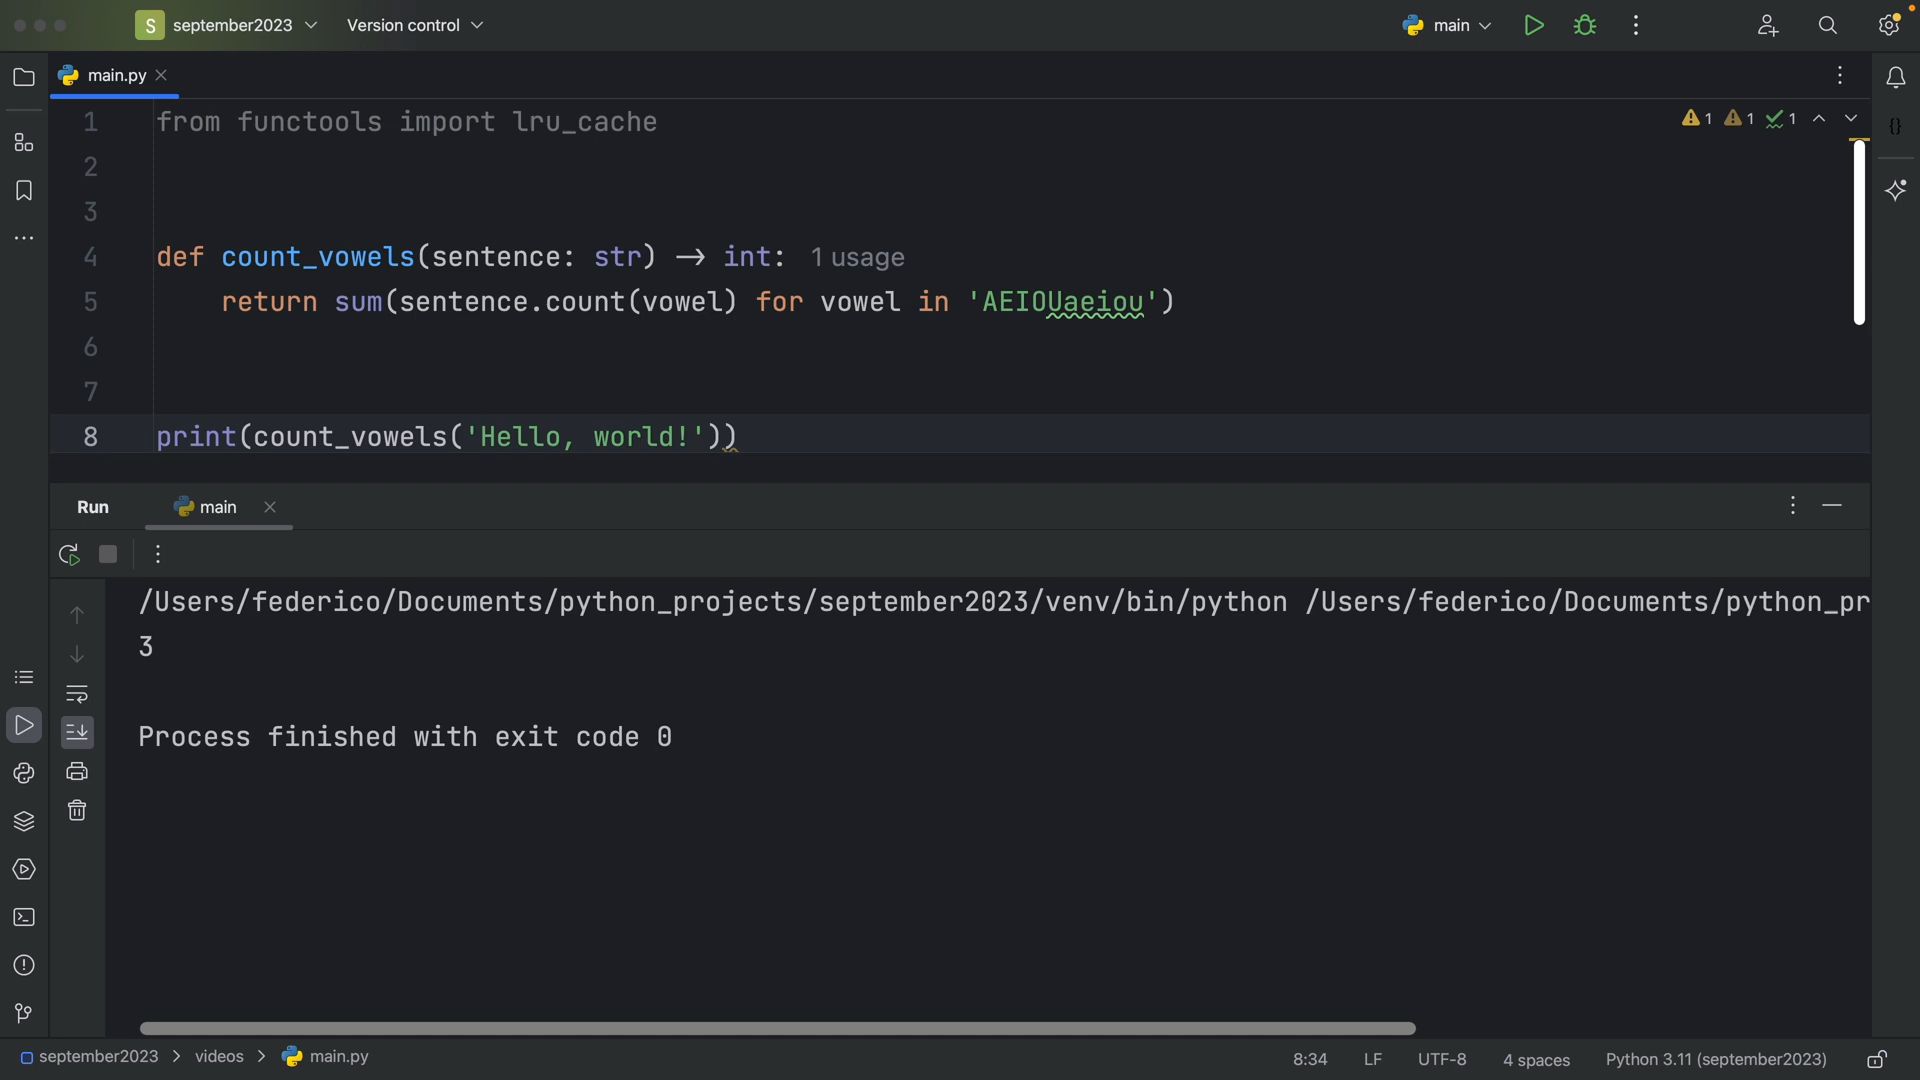 S september2023 Version control main
main.py
1 from functools import lru_cache 1 1 1
2
3
4 def count_vowels(sentence: str) -> int: 1 usage
5 return sum(sentence.count(vowel) for vowel in 'AEIOUaeiou')
6
7
8 print(count_vowels('Hello, world!'))
Run main
/Users/federico/Documents/python_projects/september2023/venv/bin/python /Users/federico/Documents/python_pr
3
Process finished with exit code 0
september2023 > videos > main.py 8:34 LF UTF-8 4 spaces Python 3.11 (september2023)